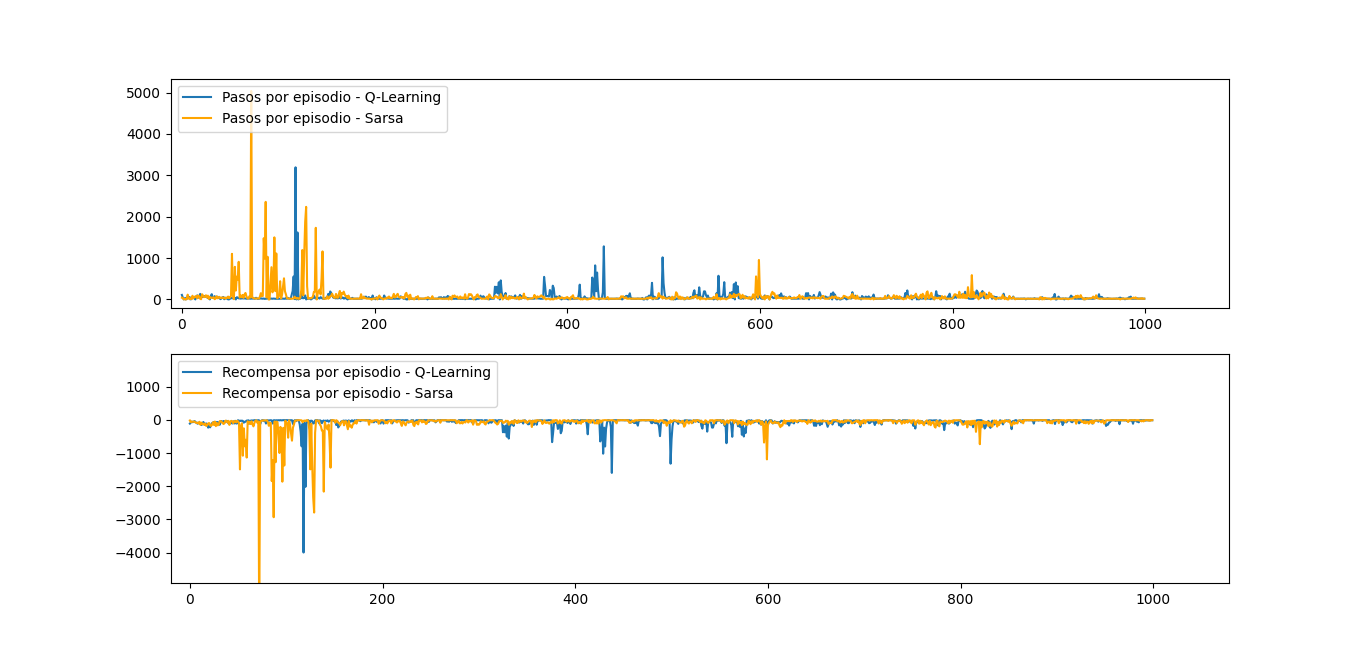 5000
4000
3000
2000
1000
0
Pasos por episodio - Q-Learning
Pasos por episodio - Sarsa
0 200 400 600 800 1000
1000
0
−1000
−2000
−3000
−4000
Recompensa por episodio - Q-Learning
Recompensa por episodio - Sarsa
0 200 400 600 800 1000